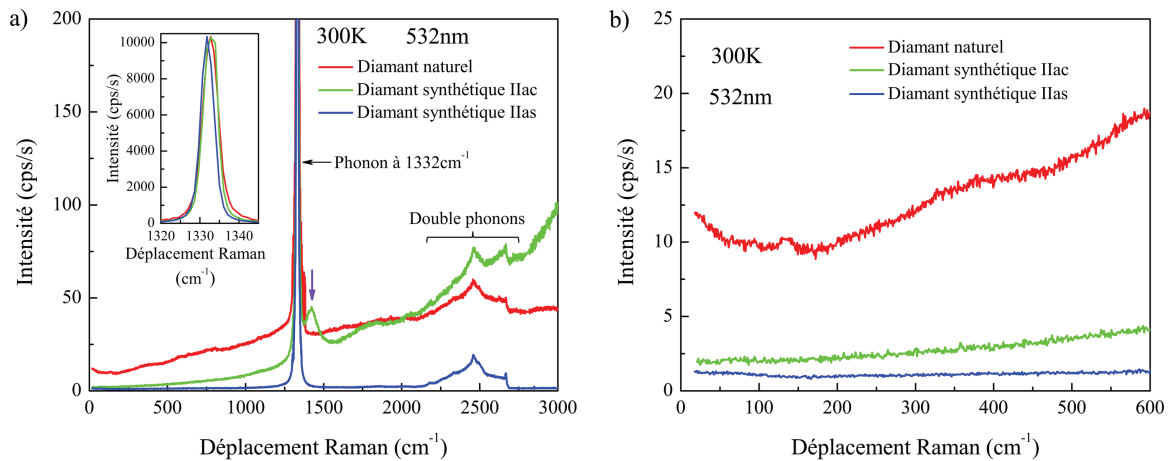 a)
200
150
100
50
0
Intensité (cps/s)
0
500
1000
1500
2000
2500
3000
Déplacement Raman (cm⁻¹)
300K 532nm
Diamant naturel
Diamant synthétique IIac
Diamant synthétique IIas
Phonon à 1332cm⁻¹
Double phonons
10000
8000
6000
4000
2000
0
Intensité (cps/s)
1320
1330
1340
Déplacement Raman
(cm⁻¹)
b)
25
20
15
10
5
0
Intensité (cps/s)
0
100
200
300
400
500
600
Déplacement Raman (cm⁻¹)
300K
532nm
Diamant naturel
Diamant synthétique IIac
Diamant synthétique IIas